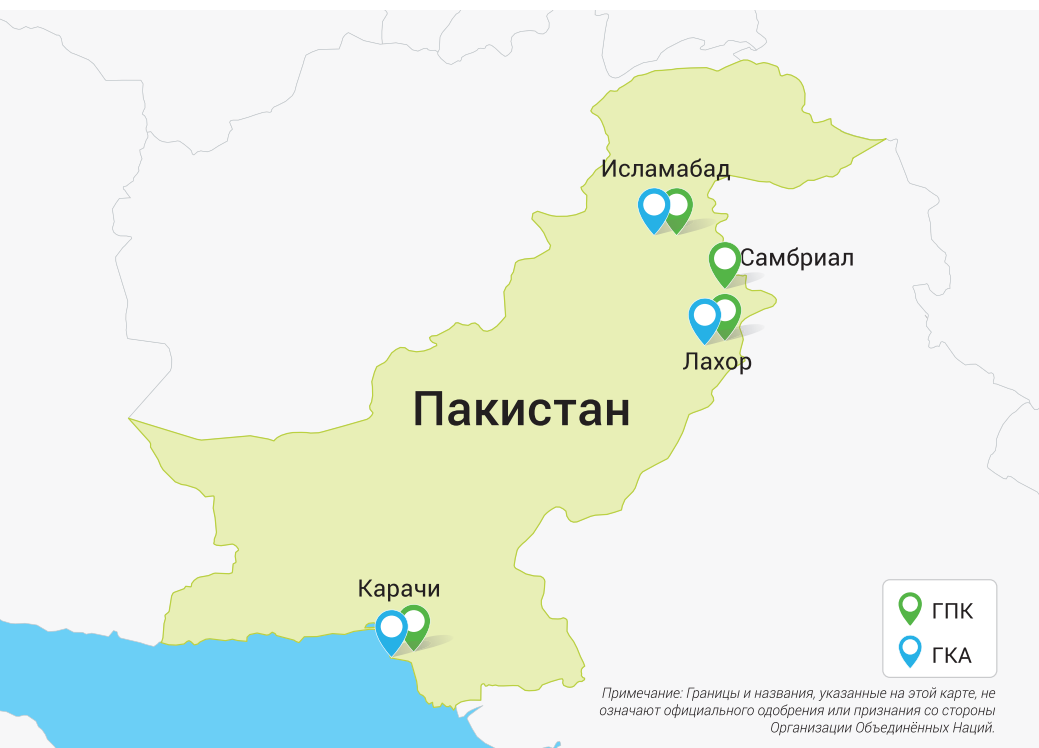 Исламабад
Самбриал
Лахор
Пакистан
Карачи
ГПК
ГКА
Примечание: Границы и названия, указанные на этой карте, не
означают официального одобрения или признания со стороны
Организации Объединённых Наций.